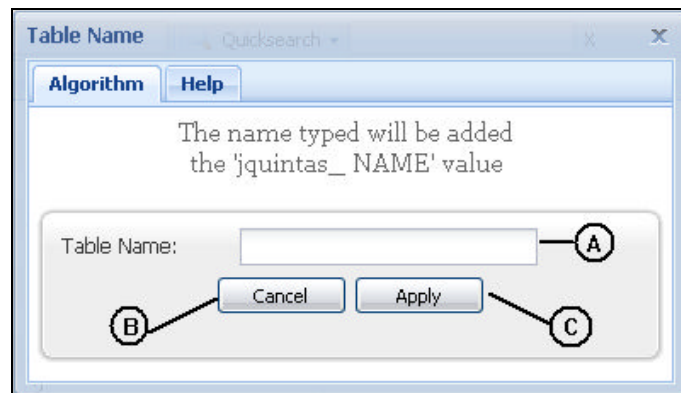 Table Name
Quicksearch
x
x
Algorithm Help
The name typed will be added
the 'jquintas_ NAME' value
Table Name:
A
Cancel Apply
B
C